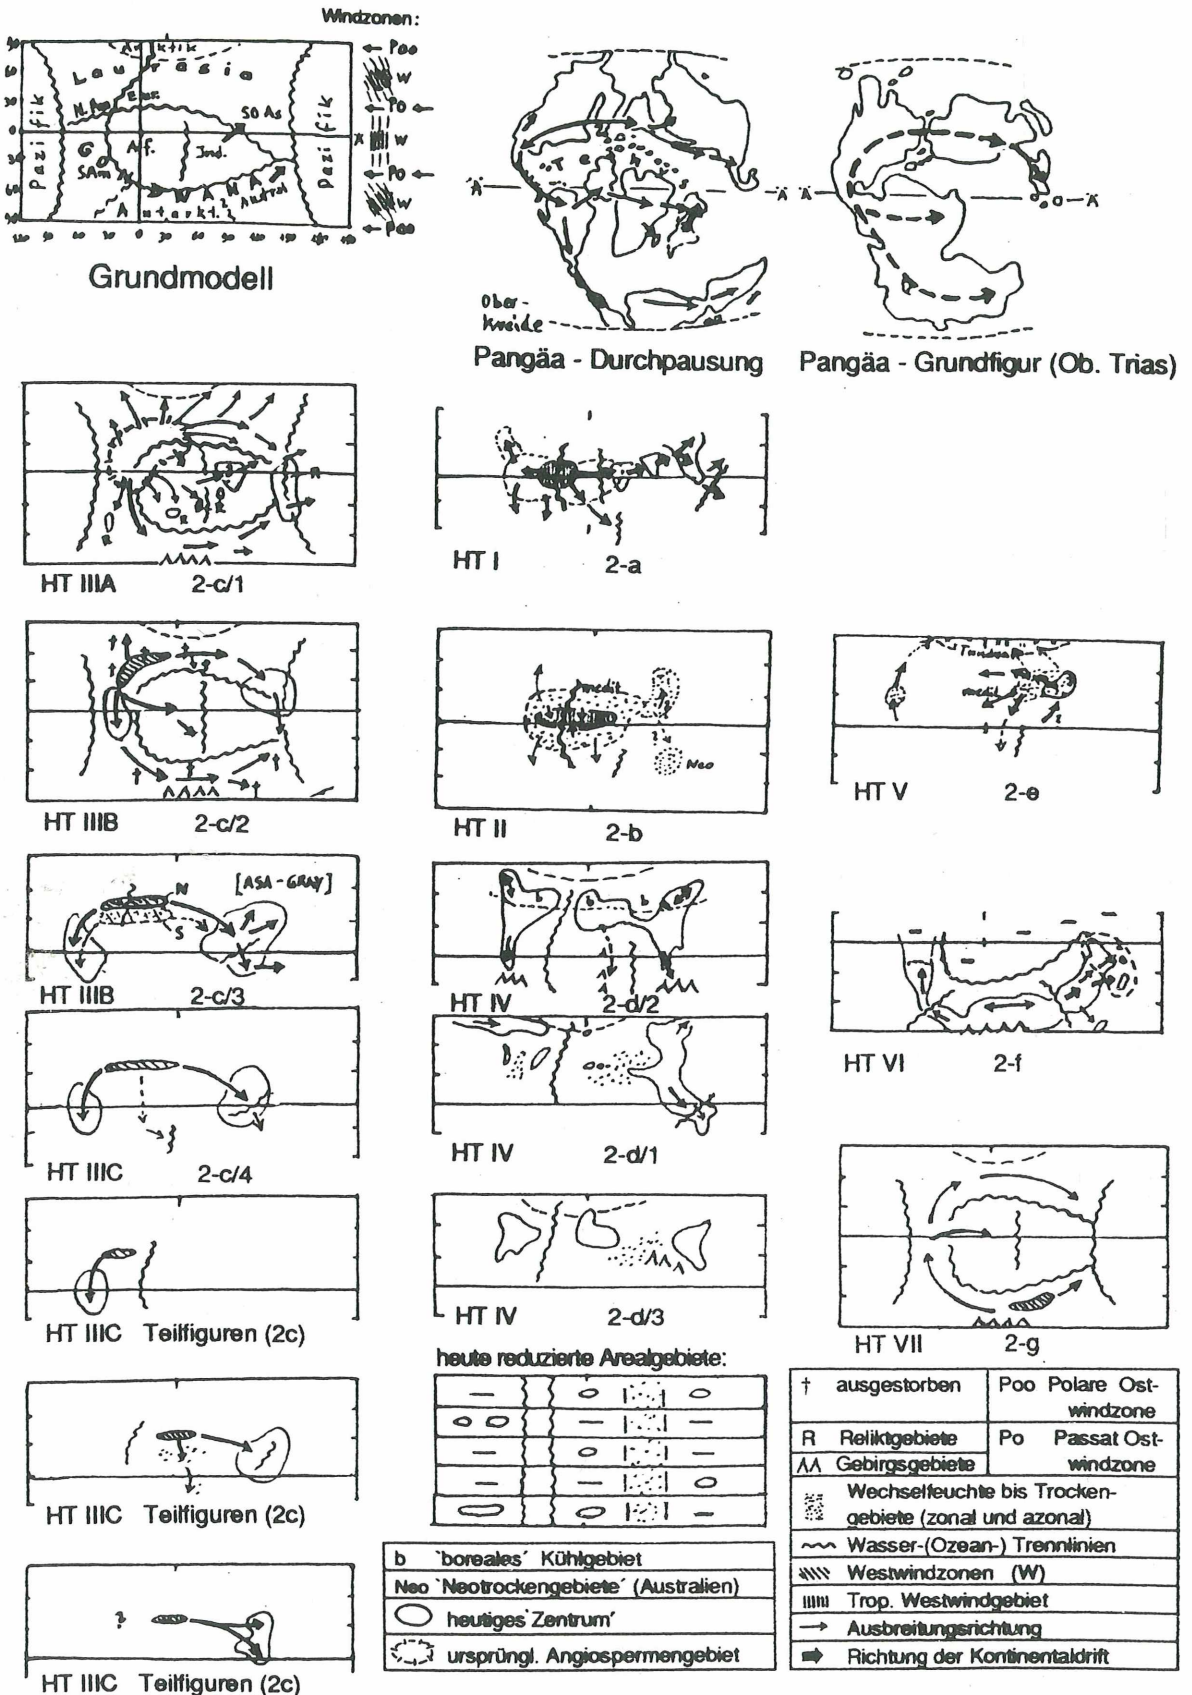 Windzonen:
Poo
W
Po
Ä W
Po
W
Poo
Arktik
Laurasia
N.Am Eur.
SO As
Pazifik
Pazifik
G
SAm
Af.
Ind.
W A N A
Austral
Antarkt.
0 30 60 90
Grundmodell
Tethys
Ä
Ä
Ober-
kreide
Pangäa - Durchpausung
Ä
Ä
Pangäa - Grundfigur (Ob. Trias)
R
R
R
R
HT IIIA 2-c/1
HT I 2-a
† † † † † † †
HT IIIB 2-c/2
medit
?
Neo
HT II 2-b
Tundra
medit
?
HT V 2-e
? N
S
[ASA-GRAY]
HT IIIB 2-c/3
b b b b
HT IV 2-d/2
HT VI 2-f
HT IIIC 2-c/4
HT IV 2-d/1
HT IIIC Teilfiguren (2c)
HT IV 2-d/3
HT VII 2-g
HT IIIC Teilfiguren (2c)
?
HT IIIC Teilfiguren (2c)
heute reduzierte Arealgebiete:
b 'boreales' Kühlgebiet
Neo 'Neotrockengebiete' (Australien)
heutiges 'Zentrum'
ursprüngl. Angiospermengebiet
† ausgestorben
Poo Polare Ost-
windzone
R Reliktgebiete
Po Passat Ost-
windzone
Gebirgsgebiete
Wechselfeuchte bis Trocken-
gebiete (zonal und azonal)
Wasser-(Ozean-) Trennlinien
Westwindzonen (W)
Trop. Westwindgebiet
Ausbreitungsrichtung
Richtung der Kontinentaldrift